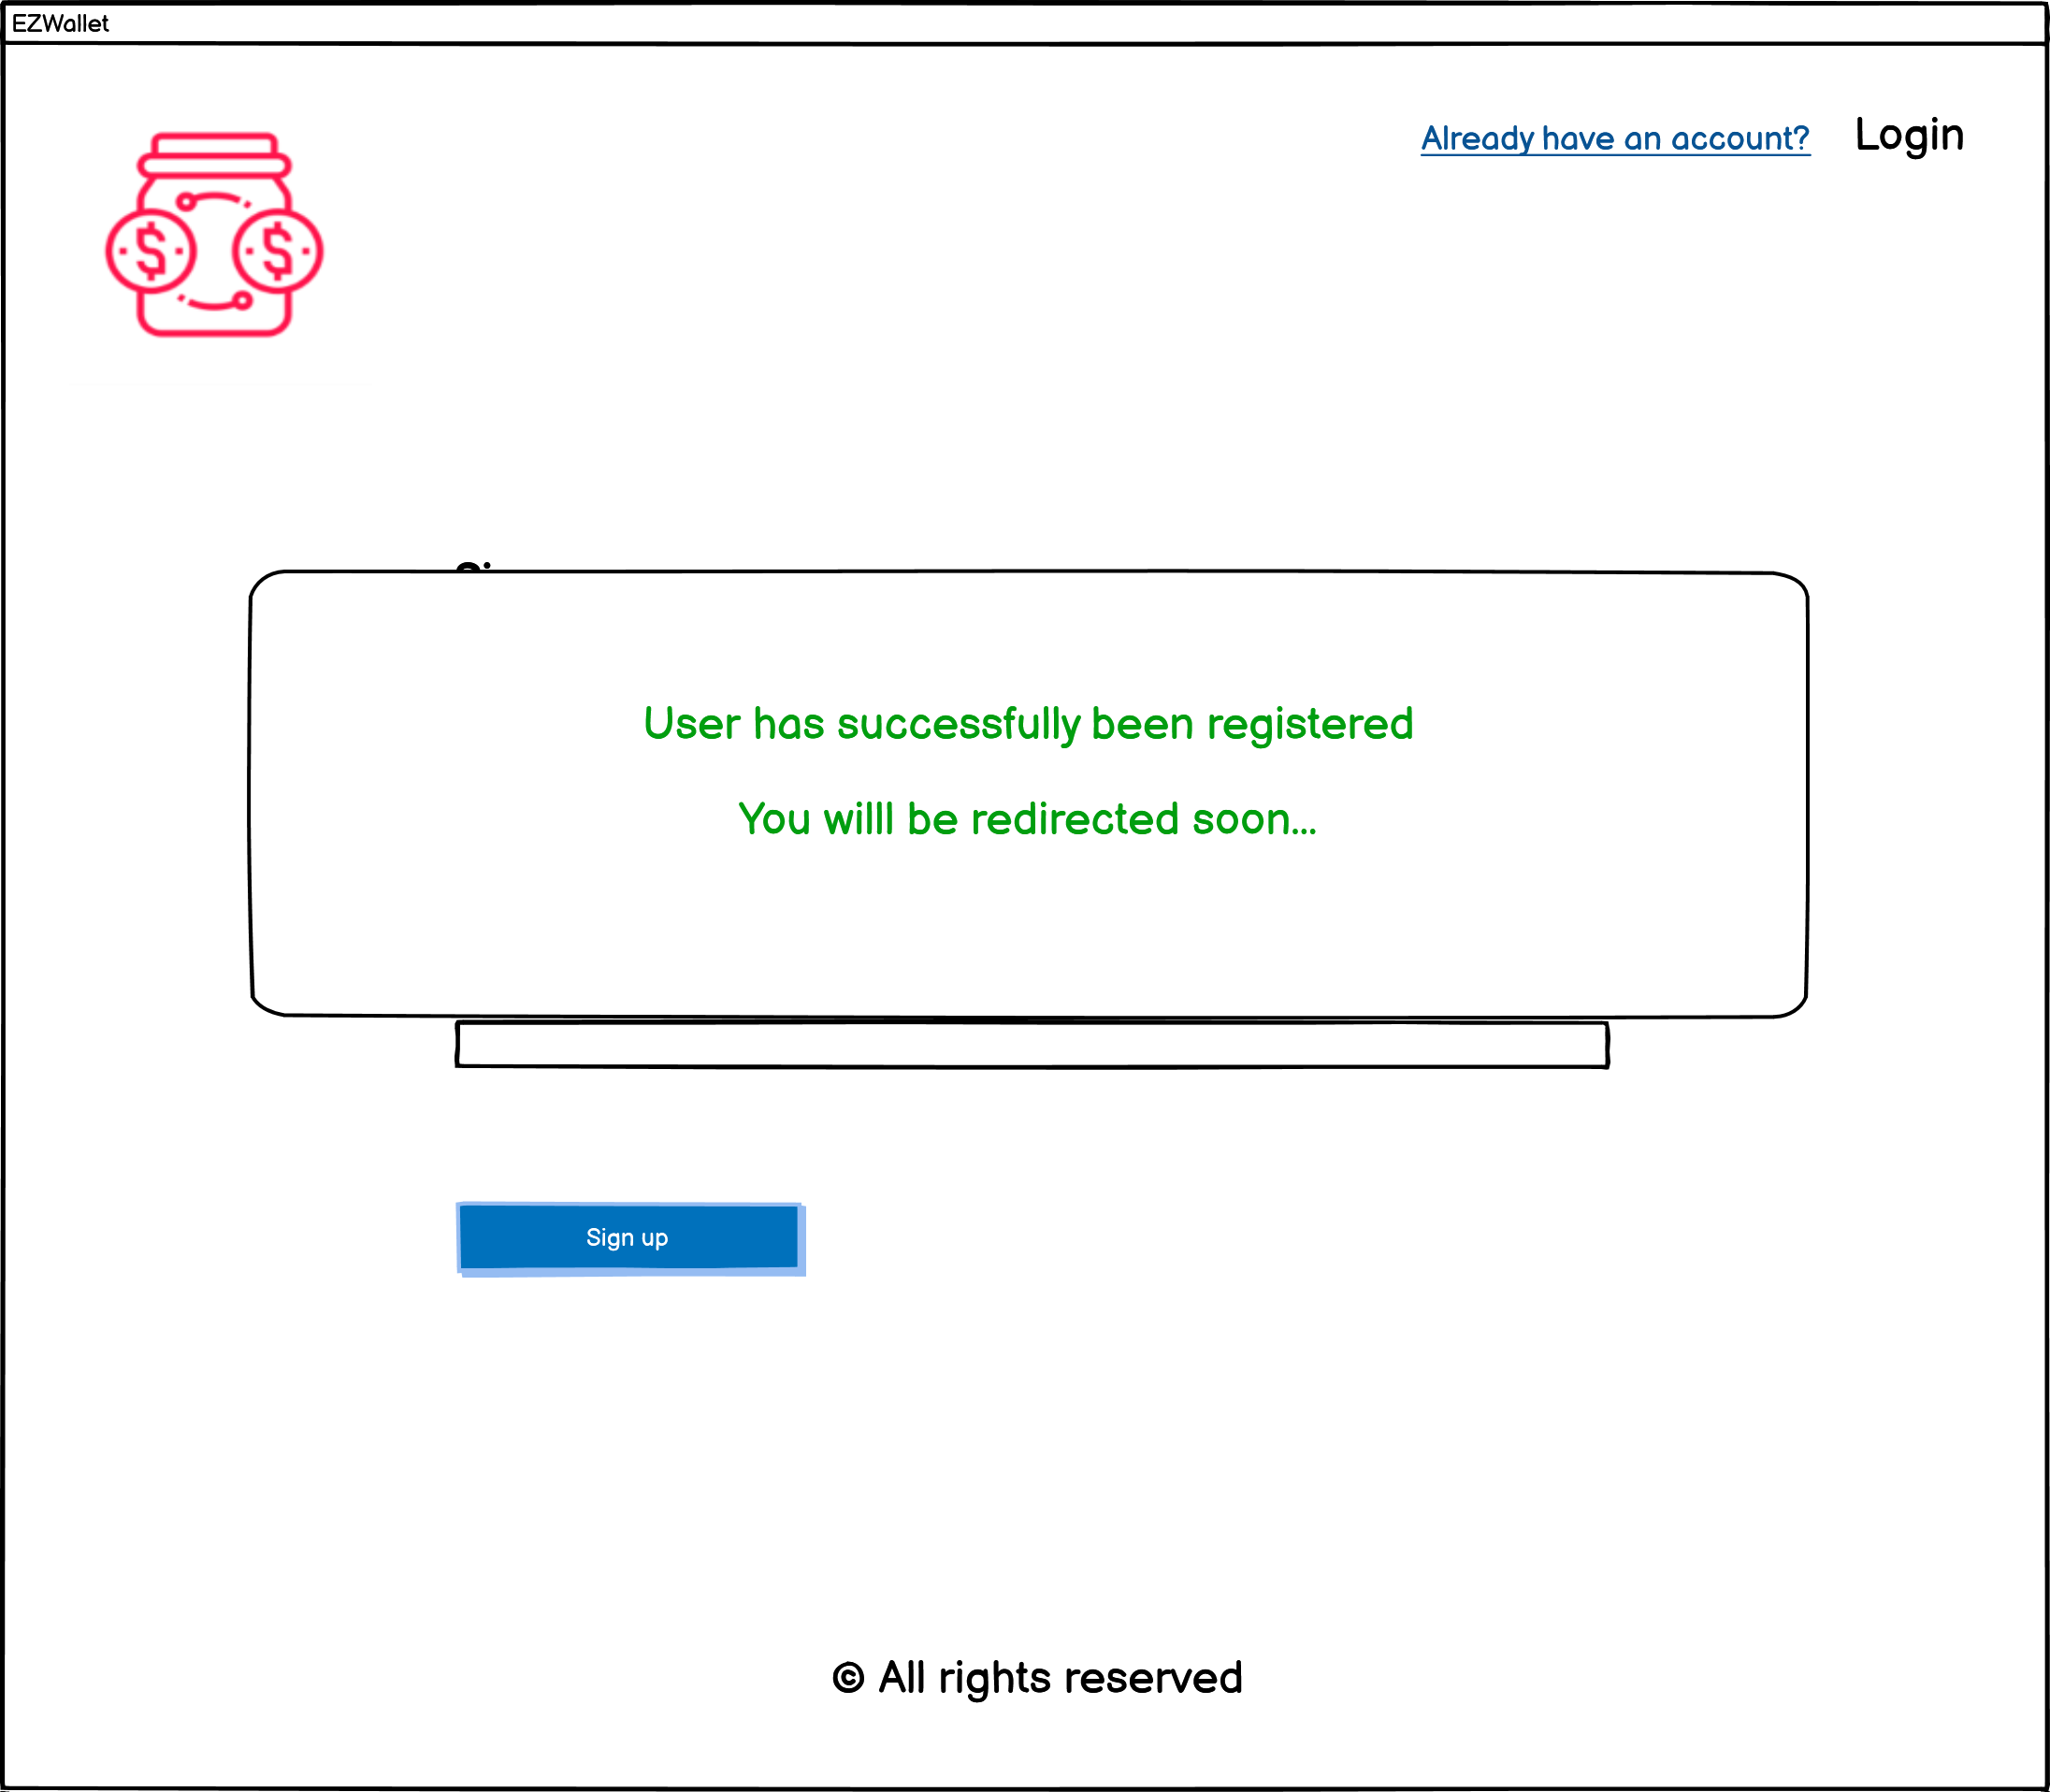 EZWallet
Already have an account? Login
$ $
User has successfully been registered
You willl be redirected soon...
Sign up
© All rights reserved